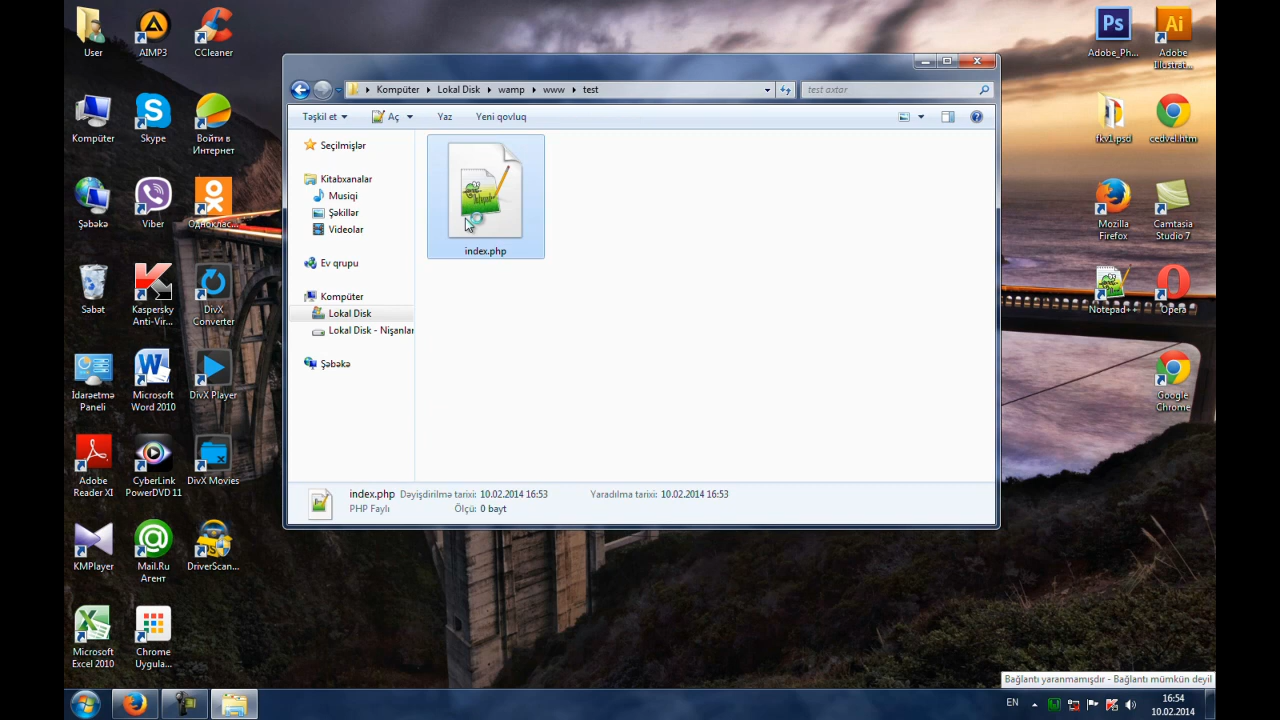 User
AIMP3
CCleaner
Kompüter
Skype
Войти в
Интернет
Şəbəkə
Viber
Одноклас...
Səbət
Kaspersky
Anti-Vir...
DivX
Converter
İdarəetmə
Paneli
Microsoft
Word 2010
DivX Player
Adobe
Reader XI
CyberLink
PowerDVD 11
DivX Movies
KMPlayer
Mail.Ru
Агент
DriverScan...
Microsoft
Excel 2010
Chrome
Uygula...
Kompüter
Lokal Disk
wamp
www
test
test axtar
Təşkil et
Aç
Yaz
Yeni qovluq
Seçilmişlər
Kitabxanalar
Musiqi
Şəkillər
Videolar
Ev qrupu
Kompüter
Lokal Disk
Lokal Disk - Nişanlar
Şəbəkə
index.php
index.php Dəyişdirilmə tarixi: 10.02.2014 16:53 Yaradılma tarixi: 10.02.2014 16:53
PHP Faylı Ölçü: 0 bayt
Ps
Adobe_Ph...
Ai
Adobe
Illustrat...
fkv1.psd
cedvel.htm
Mozilla
Firefox
Camtasia
Studio 7
Notepad++
Opera
Google
Chrome
Bağlantı yaranmamışdır - Bağlantı mümkün deyil
EN
16:54
10.02.2014